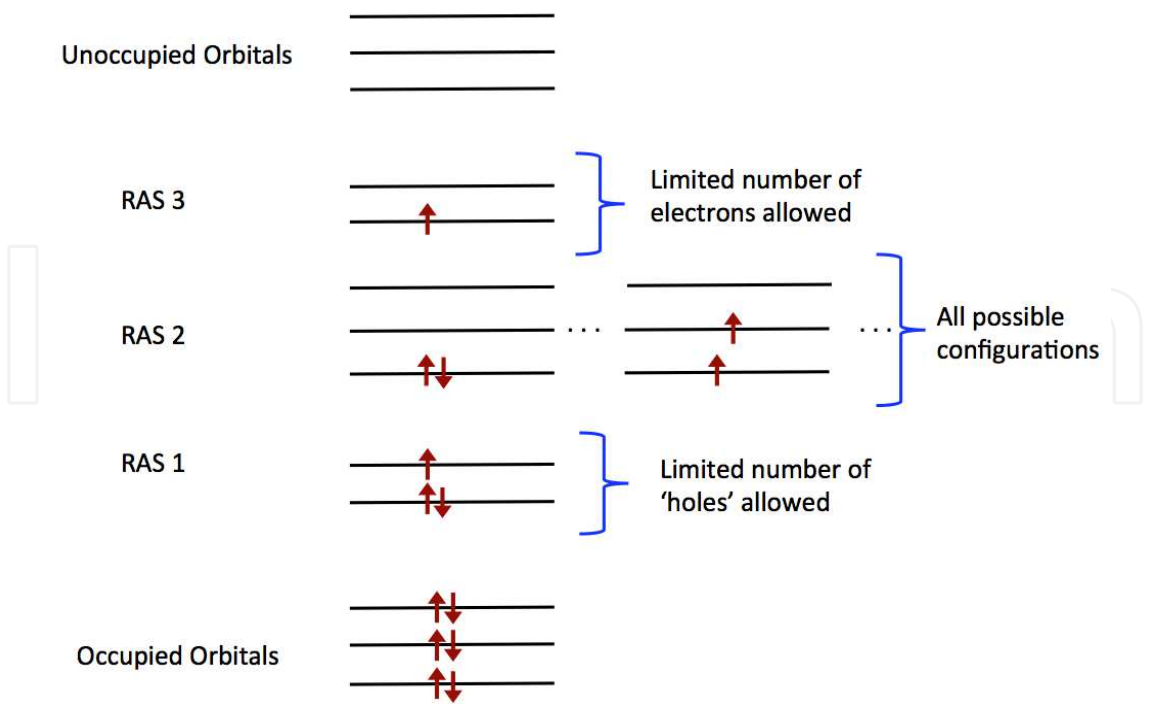 Unoccupied Orbitals
RAS 3
Limited number of
electrons allowed
RAS 2
...
...
All possible
configurations
RAS 1
Limited number of
‘holes’ allowed
Occupied Orbitals